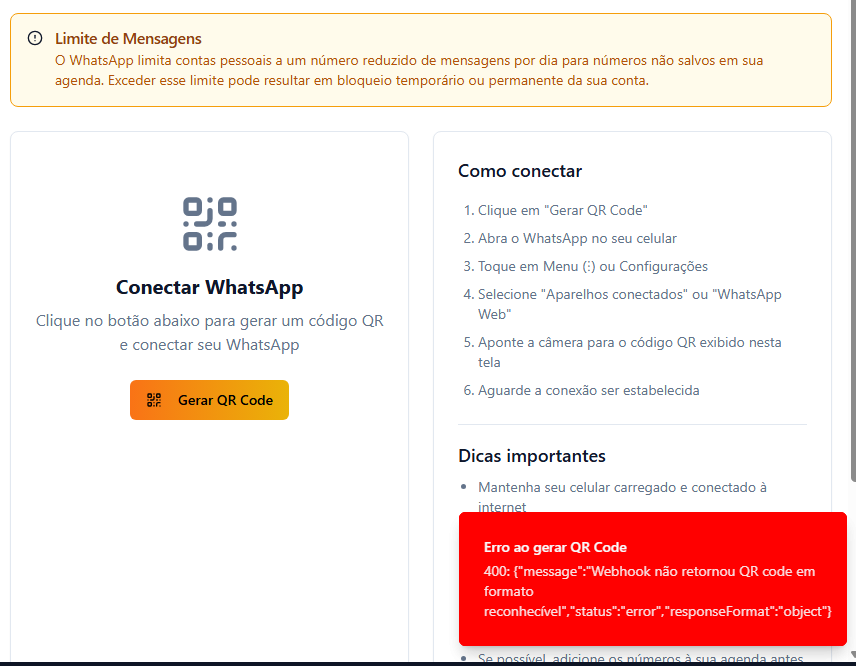 Limite de Mensagens
O WhatsApp limita contas pessoais a um número reduzido de mensagens por dia para números não salvos em sua
agenda. Exceder esse limite pode resultar em bloqueio temporário ou permanente da sua conta.
Conectar WhatsApp
Clique no botão abaixo para gerar um código QR
e conectar seu WhatsApp
Gerar QR Code
Como conectar
1. Clique em "Gerar QR Code"
2. Abra o WhatsApp no seu celular
3. Toque em Menu (⋮) ou Configurações
4. Selecione "Aparelhos conectados" ou "WhatsApp
Web"
5. Aponte a câmera para o código QR exibido nesta
tela
6. Aguarde a conexão ser estabelecida
Dicas importantes
• Mantenha seu celular carregado e conectado à
internet
Erro ao gerar QR Code
400: {"message":"Webhook não retornou QR code em
formato
reconhecível","status":"error","responseFormat":"object"}
• Se possível, adicione os números à sua agenda antes